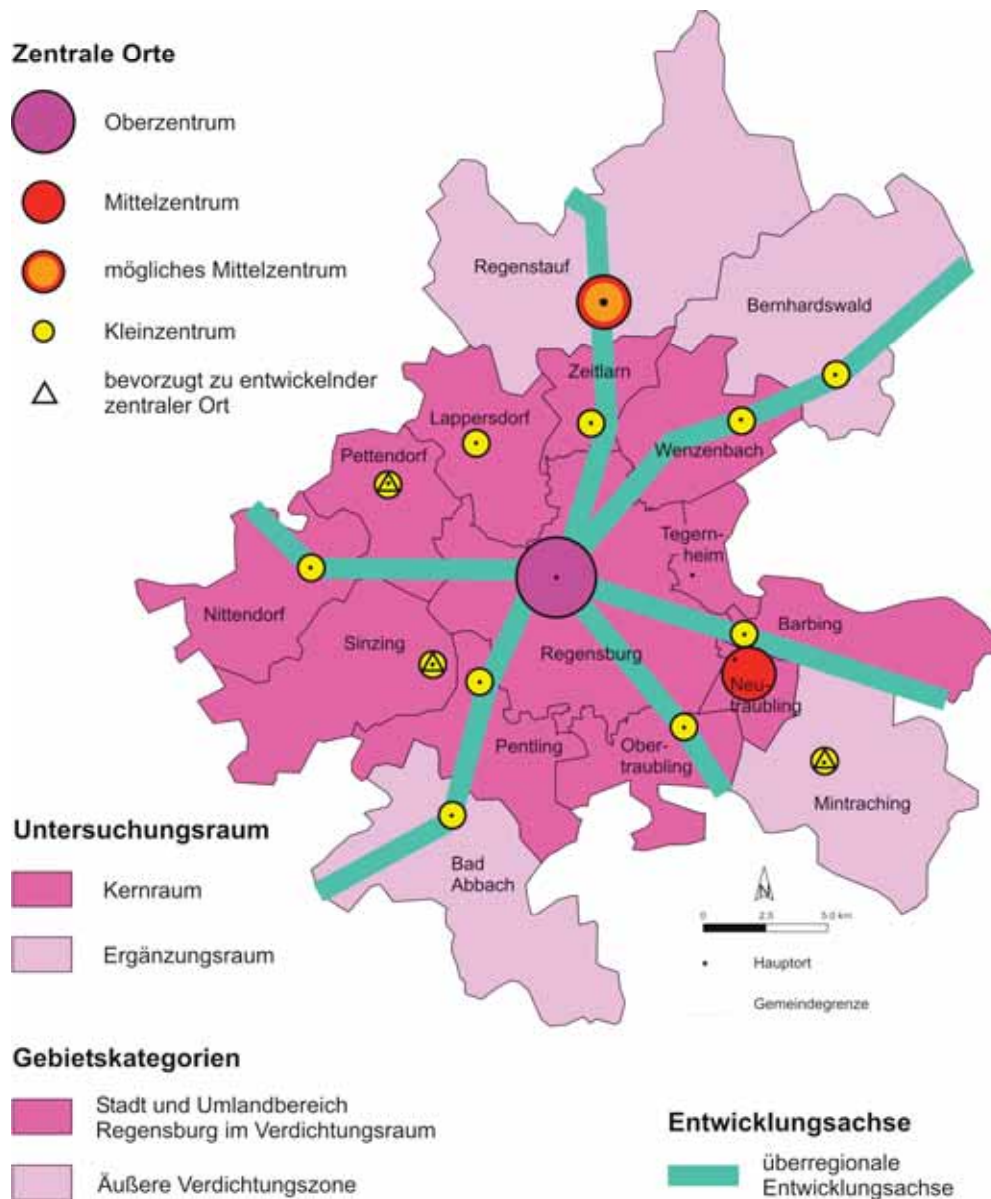 Zentrale Orte
Oberzentrum
Mittelzentrum
mögliches Mittelzentrum
Kleinzentrum
bevorzugt zu entwickelnder
zentraler Ort
Regenstauf
Bernhardswald
Zeitlarn
Lappersdorf
Wenzenbach
Pettendorf
Tegern-
heim
Nittendorf
Barbing
Sinzing
Regensburg
Neu-
traubling
Pentling
Ober-
traubling
Mintraching
Bad
Abbach
Untersuchungsraum
Kernraum
Ergänzungsraum
N
0 2.5 5.0 km
Hauptort
Gemeindegrenze
Gebietskategorien
Stadt und Umlandbereich
Regensburg im Verdichtungsraum
Äußere Verdichtungszone
Entwicklungsachse
überregionale
Entwicklungsachse